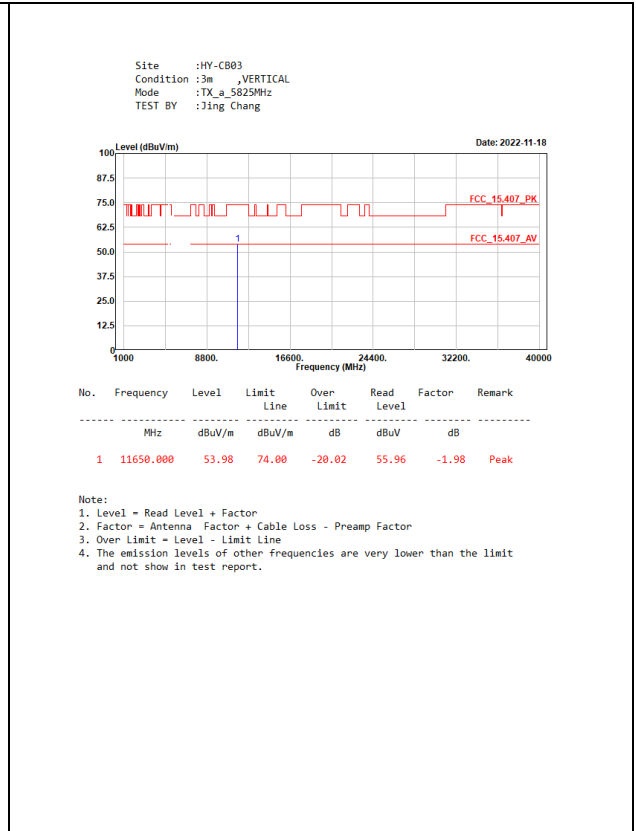 Site :HY-CB03
Condition :3m ,VERTICAL
Mode :TX_a_5825MHz
TEST BY :Jing Chang
Level (dBuV/m)
Date: 2022-11-18
100
87.5
75.0
FCC_15.407_PK
62.5
1
FCC_15.407_AV
50.0
37.5
25.0
12.5
0
1000 8800. 16600. 24400. 32200. 40000
Frequency (MHz)
No. Frequency Level Limit Over Read Factor Remark
Line Limit Level
------ ----------- -------- --------- --------- -------- -------- ---------
MHz dBuV/m dBuV/m dB dBuV dB
1 11650.000 53.98 74.00 -20.02 55.96 -1.98 Peak
Note:
1. Level = Read Level + Factor
2. Factor = Antenna Factor + Cable Loss - Preamp Factor
3. Over Limit = Level - Limit Line
4. The emission levels of other frequencies are very lower than the limit
and not show in test report.